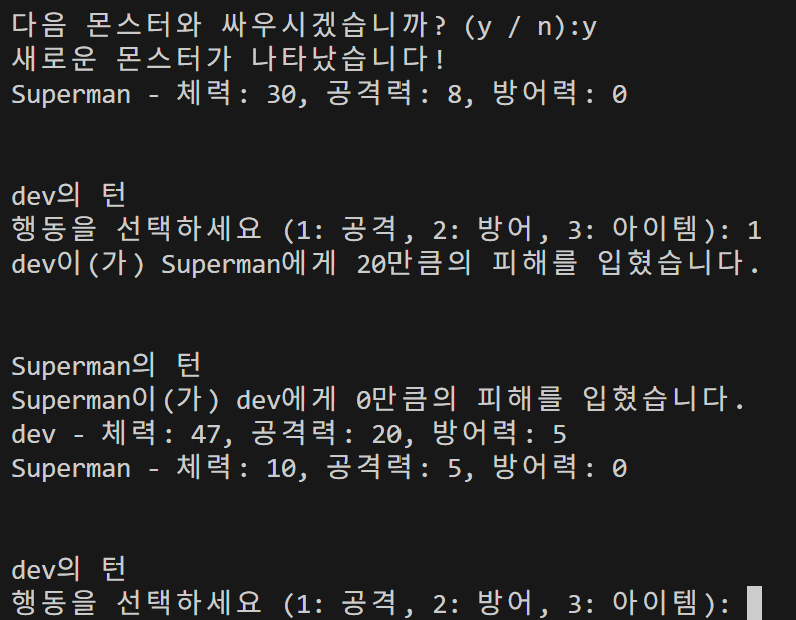 다음 몬스터와 싸우시겠습니까? (y / n):y
새로운 몬스터가 나타났습니다!
Superman - 체력: 30, 공격력: 8, 방어력: 0
dev의 턴
행동을 선택하세요 (1: 공격, 2: 방어, 3: 아이템): 1
dev이(가) Superman에게 20만큼의 피해를 입혔습니다.
Superman의 턴
Superman이(가) dev에게 0만큼의 피해를 입혔습니다.
dev - 체력: 47, 공격력: 20, 방어력: 5
Superman - 체력: 10, 공격력: 5, 방어력: 0
dev의 턴
행동을 선택하세요 (1: 공격, 2: 방어, 3: 아이템):